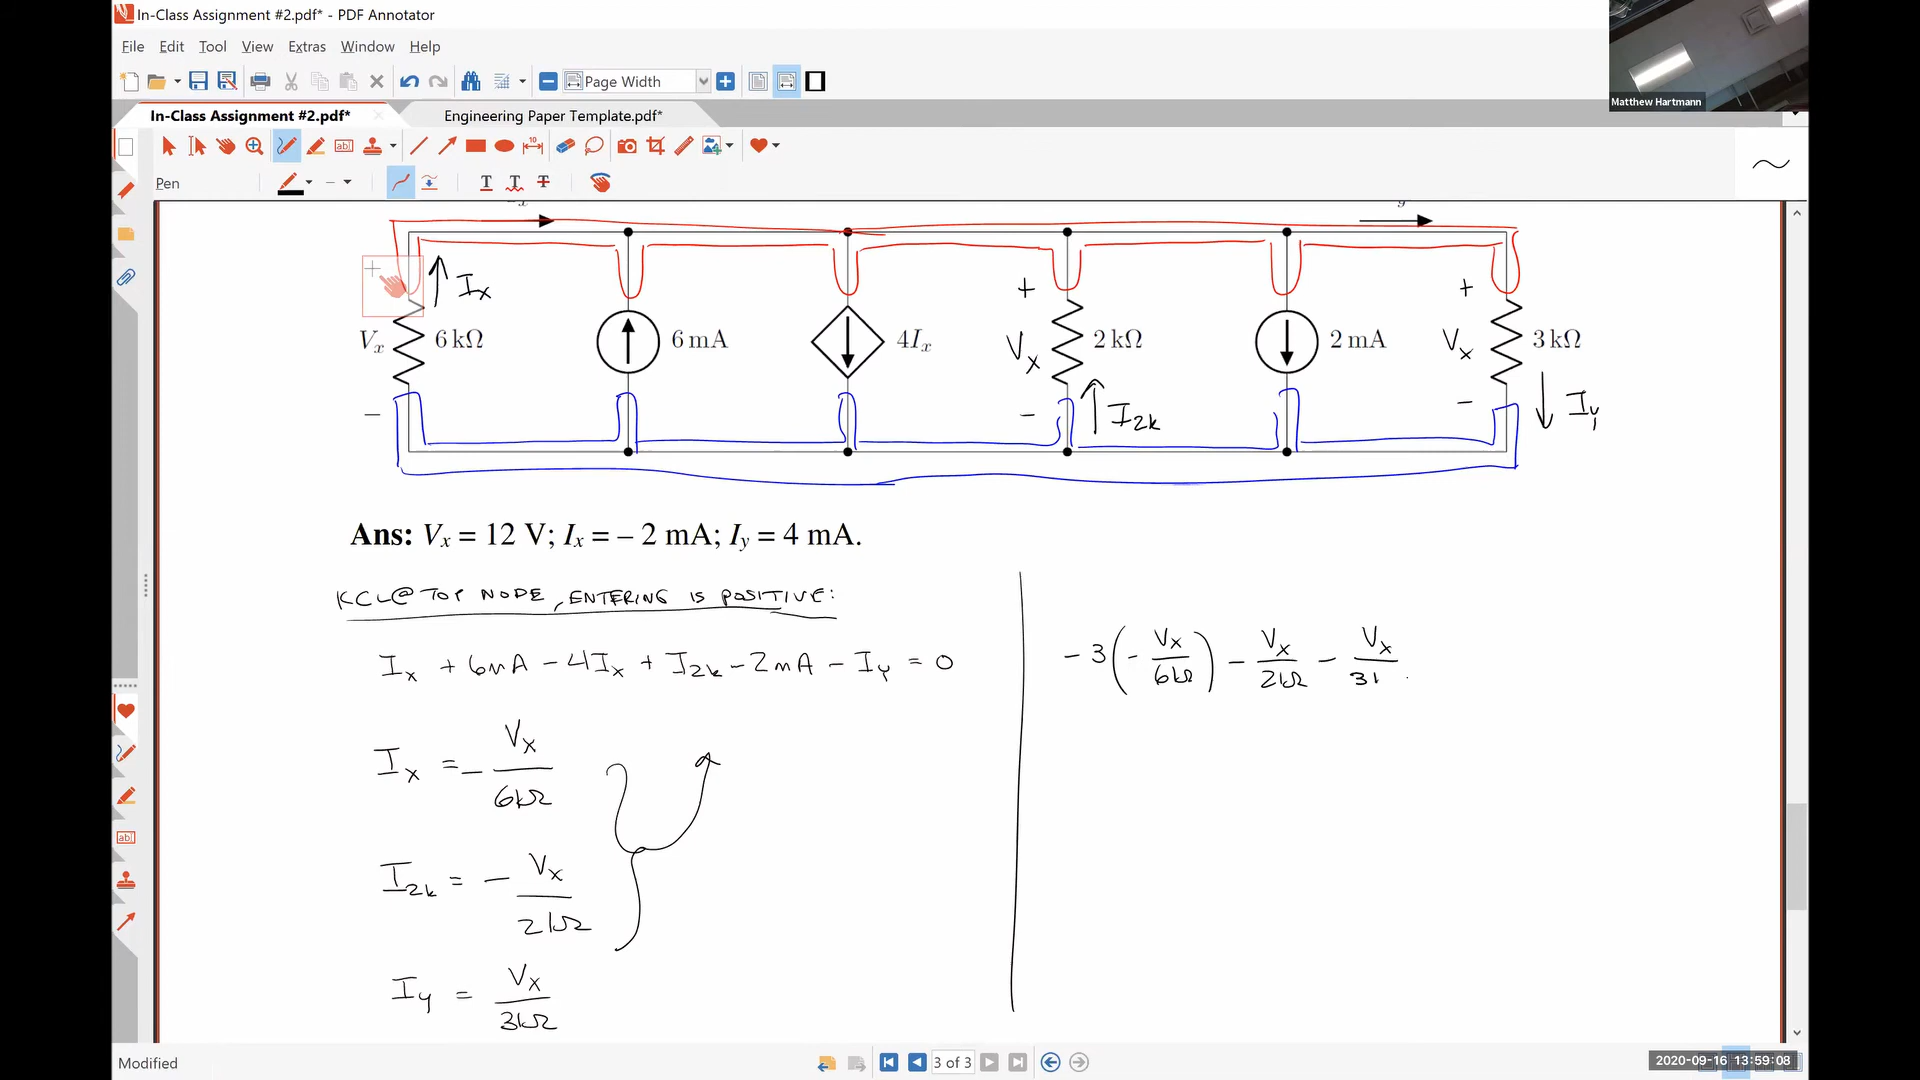 In-Class Assignment #2.pdf* - PDF Annotator
File Edit Tool View Extras Window Help
Page Width
In-Class Assignment #2.pdf* Engineering Paper Template.pdf*
Pen
Matthew Hartmann
Iₓ
Vₓ 6 kΩ
6 mA
4Iₓ
+
Vₓ 2 kΩ
2 mA
+
Vₓ 3 kΩ
−
− I₂ₖ
− I_y
Ans: Vₓ = 12 V; Iₓ = – 2 mA; I_y = 4 mA.
KCL @ TOP NODE, ENTERING IS POSITIVE:
Iₓ + 6mA − 4Iₓ + I₂ₖ − 2mA − I_y = 0
Iₓ = − Vₓ / 6kΩ
I₂ₖ = − Vₓ / 2kΩ
I_y = Vₓ / 3kΩ
− 3 ( − Vₓ / 6kΩ ) − Vₓ / 2kΩ − Vₓ / 3
Modified
3 of 3
2020-09-16 13:59:08